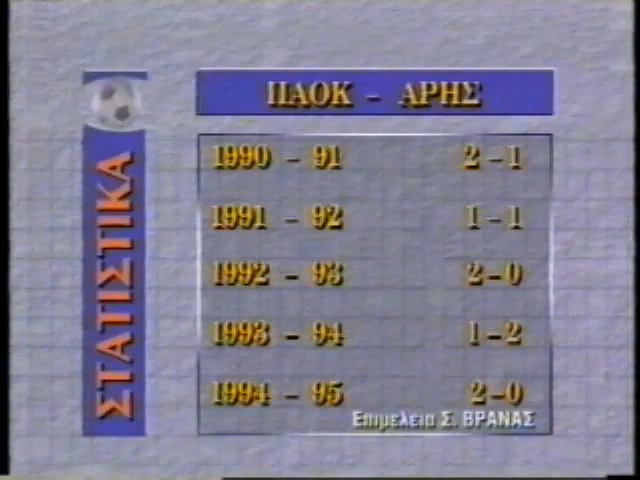 ΣΤΑΤΙΣΤΙΚΑ
ΠΑΟΚ - ΑΡΗΣ
1990 - 91 2-1
1991 - 92 1-1
1992 - 93 2-0
1993 - 94 1-2
1994 - 95 2-0
Επιμέλεια Σ. ΒΡΑΝΑΣ